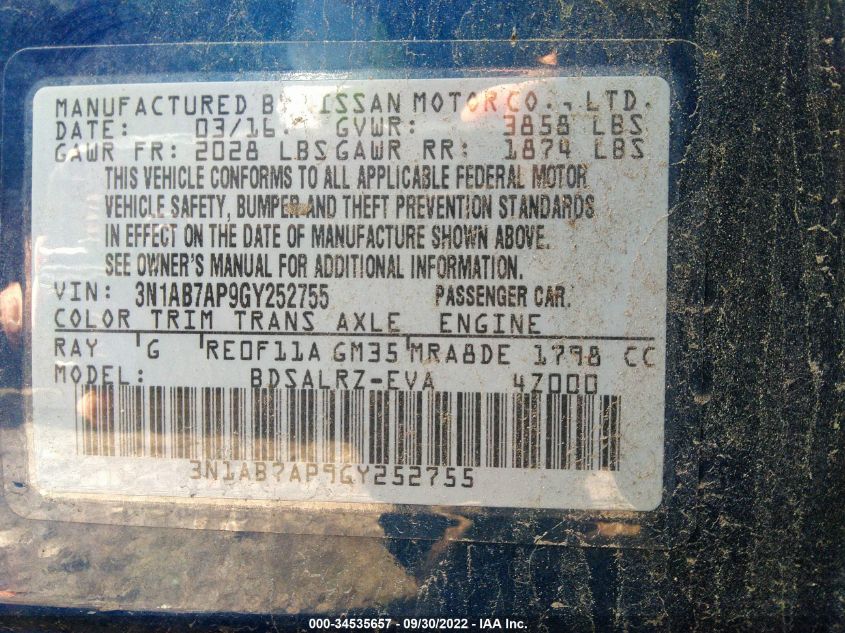 MANUFACTURED B NISSAN MOTOR CO., LTD.
DATE: 03/16 GVWR: 3858 LBS
GAWR FR: 2028 LBS GAWR RR: 1874 LBS
THIS VEHICLE CONFORMS TO ALL APPLICABLE FEDERAL MOTOR
VEHICLE SAFETY, BUMPER AND THEFT PREVENTION STANDARDS
IN EFFECT ON THE DATE OF MANUFACTURE SHOWN ABOVE.
SEE OWNER'S MANUAL FOR ADDITIONAL INFORMATION.
VIN: 3N1AB7AP9GY252755 PASSENGER CAR.
COLOR TRIM TRANS AXLE ENGINE
RAY G RE0F11A GM35 MRA8DE 1798 CC
MODEL: BDSALRZ-EVA 47000
3N1AB7AP9GY252755
000-34535657 - 09/30/2022 - IAA Inc.